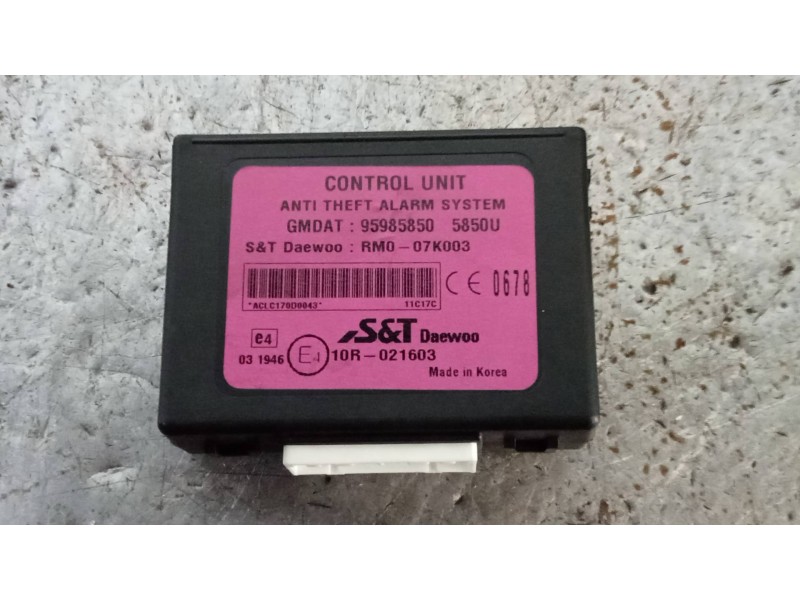 CONTROL UNIT
ANTI THEFT ALARM SYSTEM
GMDAT : 95985850 5850U
S&T Daewoo : RM0-07K003
"ACLC170D0043" 11C17C
CE 0678
S&T Daewoo
e4
03 1946 E4 10R-021603
Made in Korea